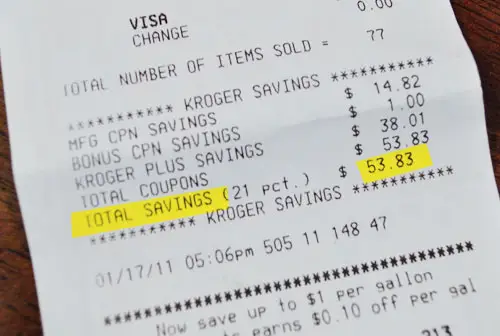 0.00
VISA
CHANGE
TOTAL NUMBER OF ITEMS SOLD = 77
*********** KROGER SAVINGS ***********
MFG CPN SAVINGS $ 14.82
BONUS CPN SAVINGS $ 1.00
KROGER PLUS SAVINGS $ 38.01
TOTAL COUPONS $ 53.83
TOTAL SAVINGS (21 pct.) $ 53.83
*********** KROGER SAVINGS ***********
01/17/11 05:06pm 505 11 148 47
****************************************
Now save up to $1 per gallon
earns $0.10 off per gal
213